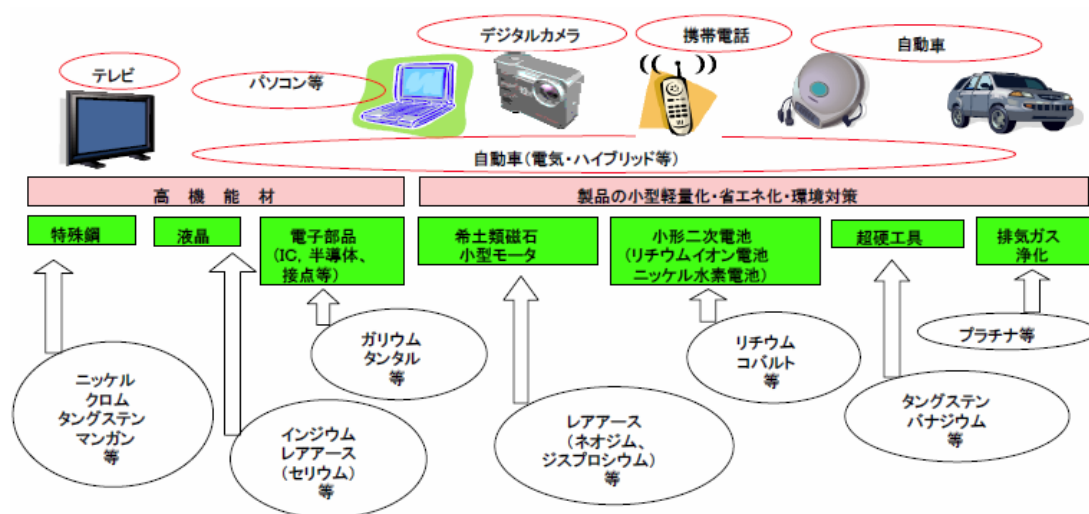 デジタルカメラ
携帯電話
自動車
テレビ
パソコン等
自動車(電気・ハイブリッド等)
高 機 能 材
製品の小型軽量化・省エネ化・環境対策
特殊鋼
液晶
電子部品
(IC，半導体、
接点等)
希土類磁石
小型モータ
小形二次電池
(リチウムイオン電池
ニッケル水素電池)
超硬工具
排気ガス
浄化
ガリウム
タンタル
等
リチウム
コバルト
等
プラチナ等
ニッケル
クロム
タングステン
マンガン
等
インジウム
レアアース
(セリウム)
等
レアアース
(ネオジム、
ジスプロシウム)
等
タングステン
バナジウム
等